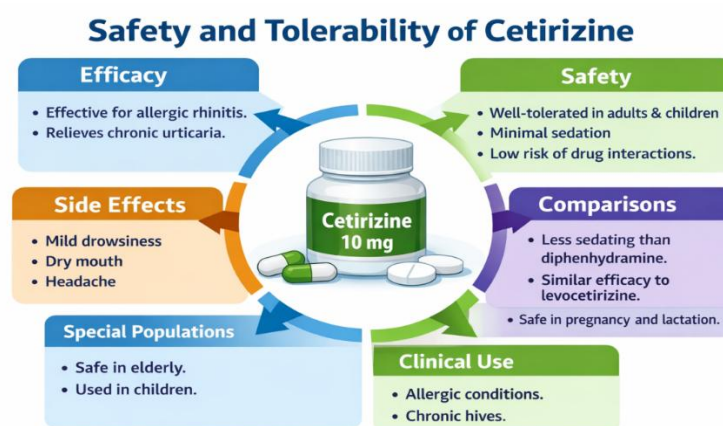 Safety and Tolerability of Cetirizine
Efficacy
• Effective for allergic rhinitis.
• Relieves chronic urticaria.
Safety
• Well-tolerated in adults & children
• Minimal sedation
• Low risk of drug interactions.
Cetirizine
10 mg
Side Effects
• Mild drowsiness
• Dry mouth
• Headache
Comparisons
• Less sedating than
diphenhydramine.
• Similar efficacy to
levocetirizine.
• Safe in pregnancy and lactation.
Special Populations
• Safe in elderly.
• Used in children.
Clinical Use
• Allergic conditions.
• Chronic hives.